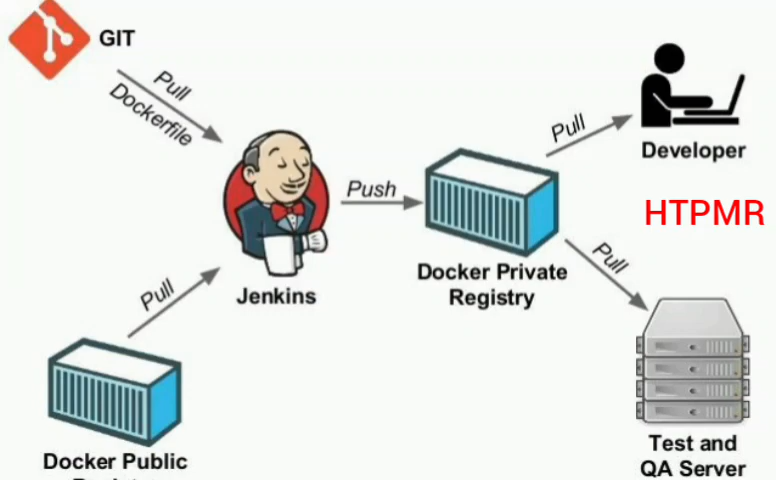 GIT
Pull
Dockerfile
Jenkins
Push
Pull
Docker Public
Docker Private
Registry
Pull
Developer
HTPMR
Pull
Test and
QA Server